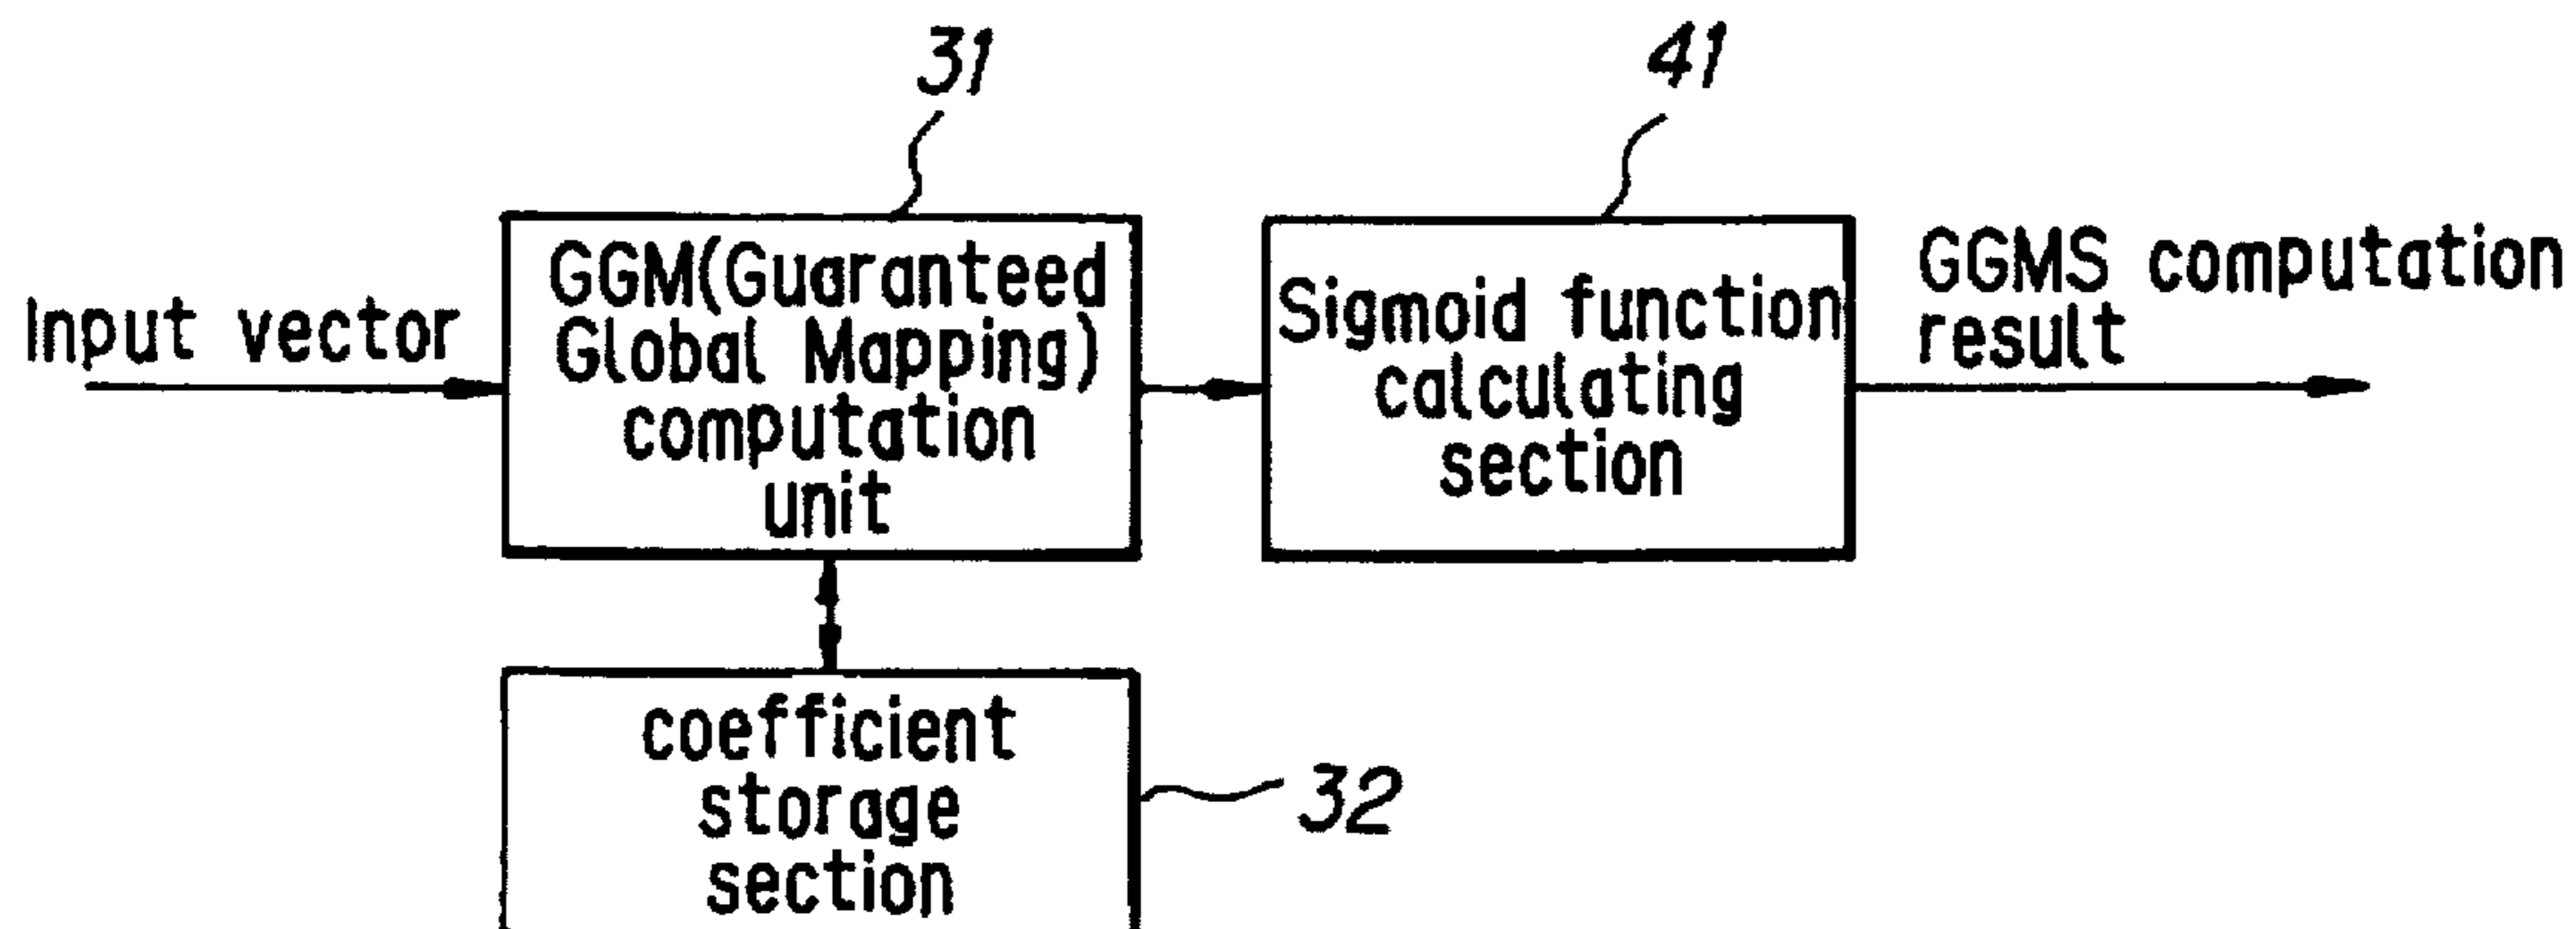 31
41
Input vector
GGM(Guaranteed
Global Mapping)
computation
unit
Sigmoid function
calculating
section
GGMS computation
result
coefficient
storage
section
32